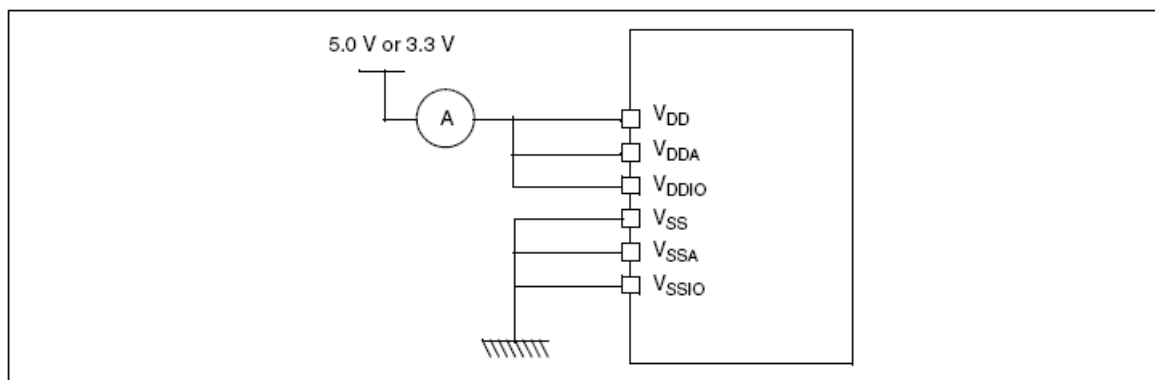 5.0 V or 3.3 V
A
VDD
VDDA
VDDIO
VSS
VSSA
VSSIO